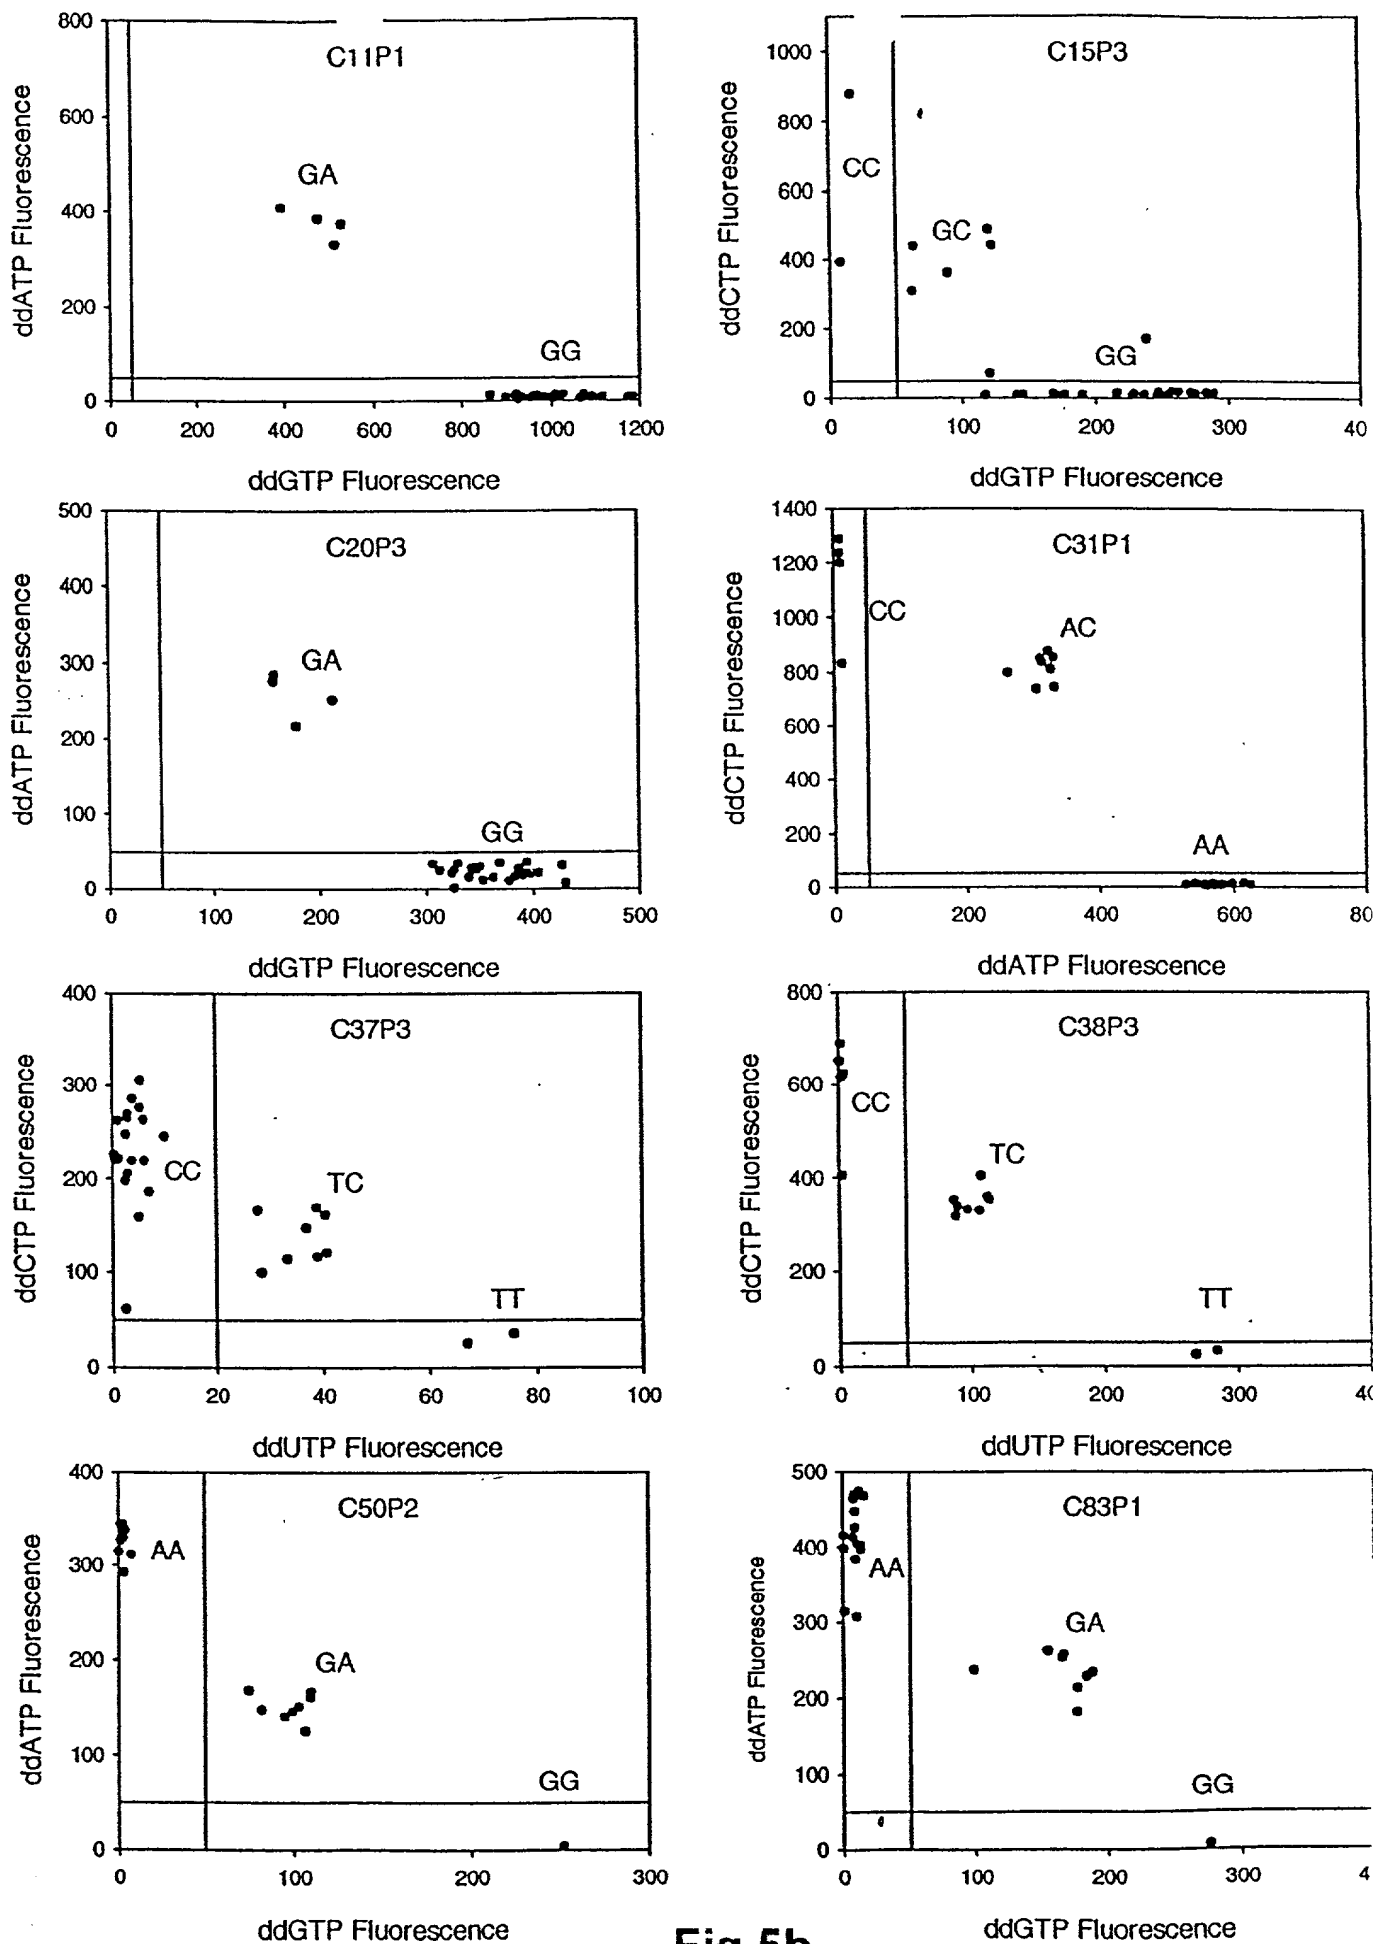 C11P1
ddATP Fluorescence
800
600
400
200
0
GA
GG
0 200 400 600 800 1000 1200
ddGTP Fluorescence
C15P3
ddCTP Fluorescence
1000
800
600
400
200
0
CC
GC
GG
0 100 200 300 40
ddGTP Fluorescence
C20P3
ddATP Fluorescence
500
400
300
200
100
0
GA
GG
0 100 200 300 400 500
ddGTP Fluorescence
C31P1
ddCTP Fluorescence
1400
1200
1000
800
600
400
200
0
CC
AC
AA
0 200 400 600 80
ddATP Fluorescence
C37P3
ddCTP Fluorescence
400
300
200
100
0
CC
TC
TT
0 20 40 60 80 100
ddUTP Fluorescence
C38P3
ddCTP Fluorescence
800
600
400
200
0
CC
TC
TT
0 100 200 300 40
ddUTP Fluorescence
C50P2
ddATP Fluorescence
400
300
200
100
0
AA
GA
GG
0 100 200 300
ddGTP Fluorescence
C83P1
ddATP Fluorescence
500
400
300
200
100
0
AA
GA
GG
0 100 200 300 4
ddGTP Fluorescence
Fig 5b